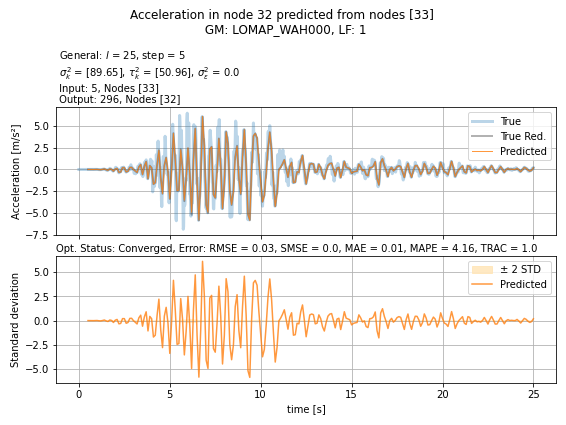 Acceleration in node 32 predicted from nodes [33]
GM: LOMAP_WAH000, LF: 1
General: l = 25, step = 5
σ²ₖ = [89.65], τ²ₖ = [50.96], σ²ε = 0.0
Input: 5, Nodes [33]
Output: 296, Nodes [32]
Acceleration [m/s²]
5.0
2.5
0.0
−2.5
−5.0
−7.5
True
True Red.
Predicted
Opt. Status: Converged, Error: RMSE = 0.03, SMSE = 0.0, MAE = 0.01, MAPE = 4.16, TRAC = 1.0
Standard deviation
5.0
2.5
0.0
−2.5
−5.0
± 2 STD
Predicted
0 5 10 15 20 25
time [s]